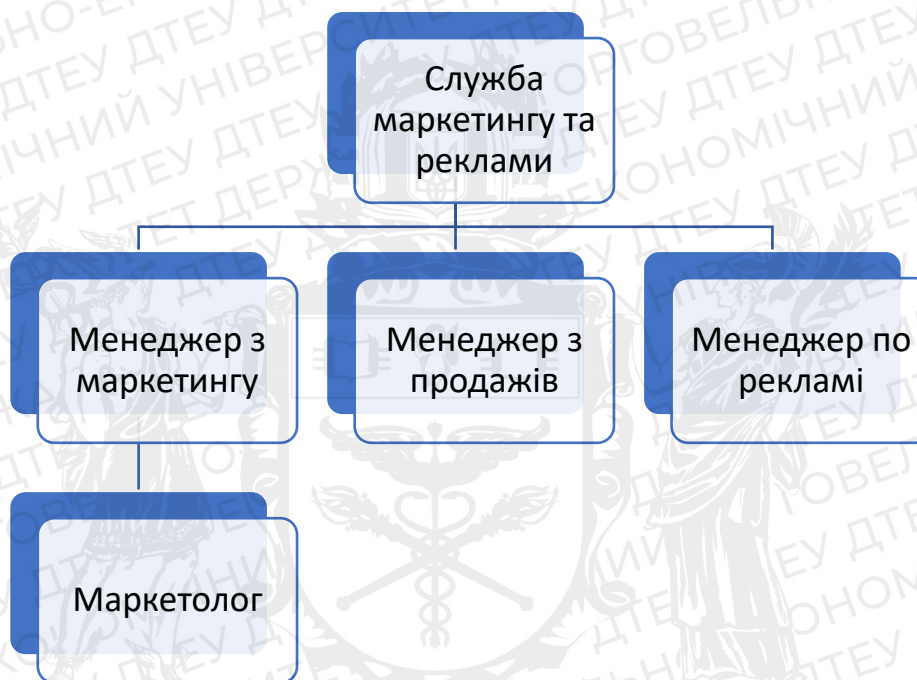 Служба
маркетингу та
реклами
Менеджер з
маркетингу
Менеджер з
продажів
Менеджер по
рекламі
Маркетолог